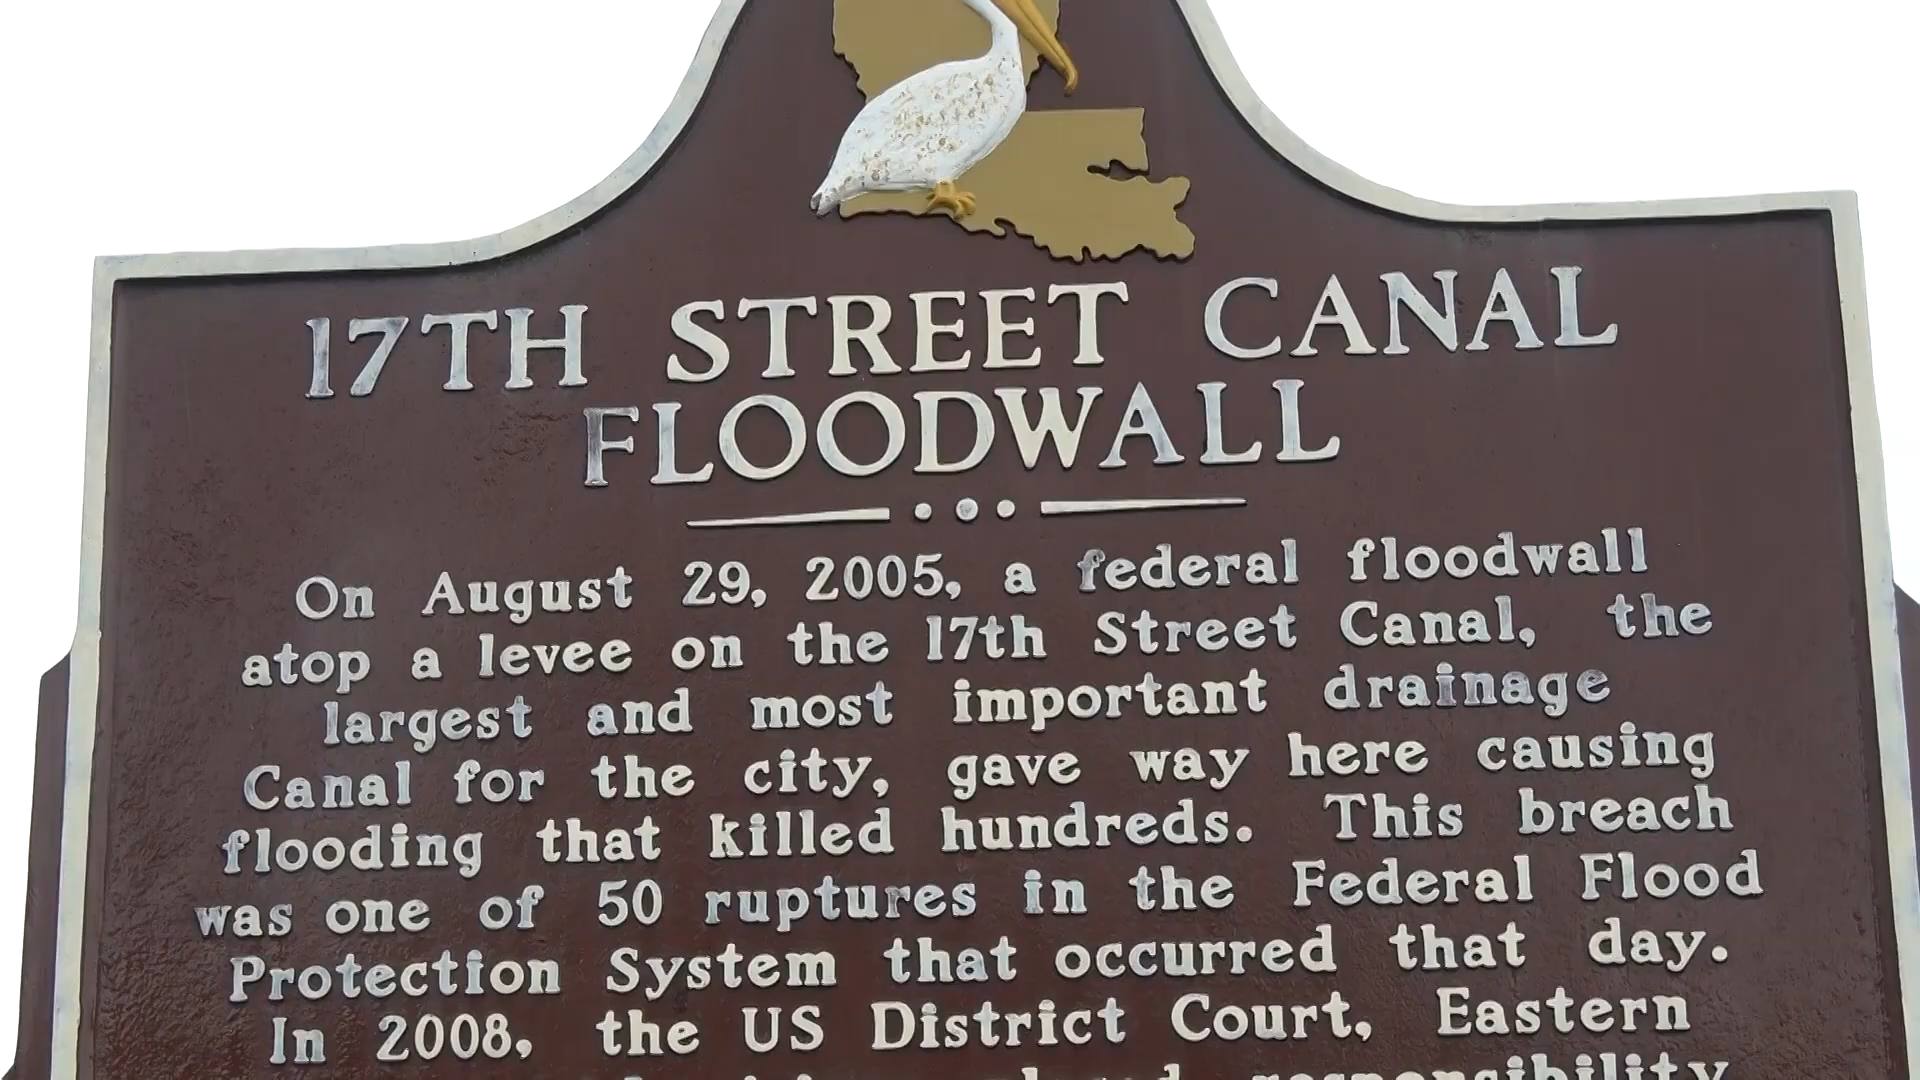 17TH STREET CANAL
FLOODWALL
On August 29, 2005, a federal floodwall
atop a levee on the 17th Street Canal, the
largest and most important drainage
Canal for the city, gave way here causing
flooding that killed hundreds. This breach
was one of 50 ruptures in the Federal Flood
Protection System that occurred that day.
In 2008, the US District Court, Eastern
responsibility